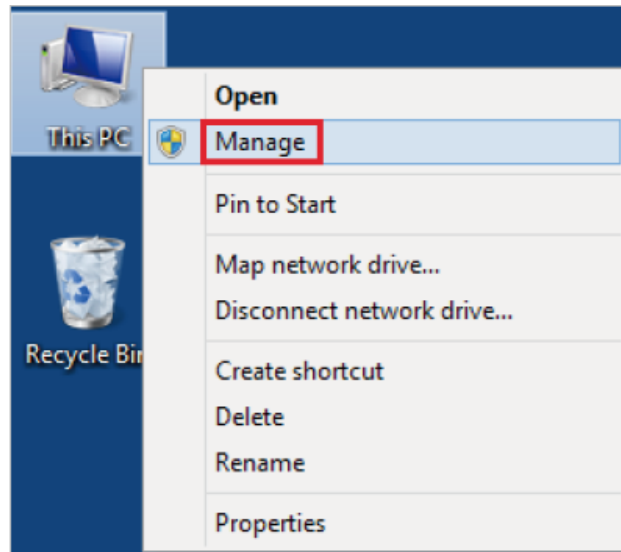 This PC
Open
Manage
Pin to Start
Map network drive...
Disconnect network drive...
Recycle Bin
Create shortcut
Delete
Rename
Properties